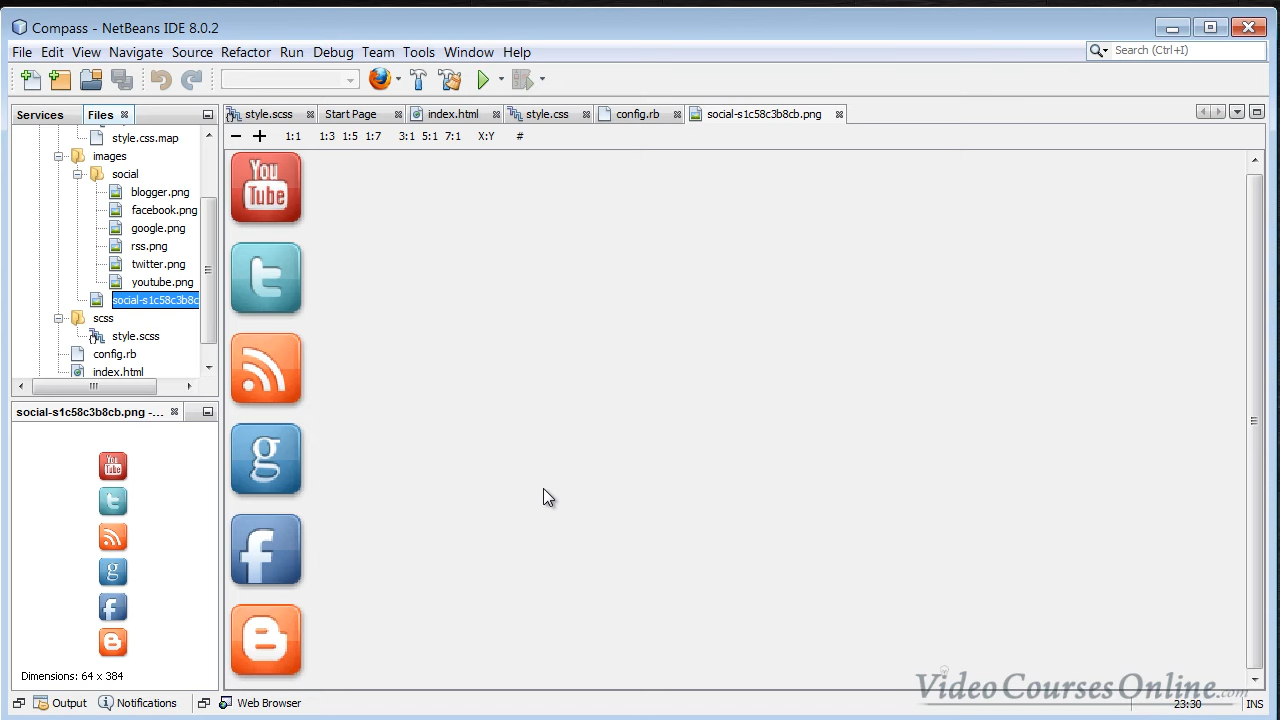 Compass - NetBeans IDE 8.0.2
File Edit View Navigate Source Refactor Run Debug Team Tools Window Help
Search (Ctrl+I)
Services Files
style.scss Start Page index.html style.css config.rb social-s1c58c3b8cb.png
1:1 1:3 1:5 1:7 3:1 5:1 7:1 X:Y #
style.css.map
images
social
blogger.png
facebook.png
google.png
rss.png
twitter.png
youtube.png
social-s1c58c3b8c
scss
style.scss
config.rb
index.html
You
Tube
t
g
f
B
social-s1c58c3b8cb.png -...
You
Tube
t
g
f
B
Dimensions: 64 x 384
VideoCoursesOnline.com
Output Notifications Web Browser
23:30 INS